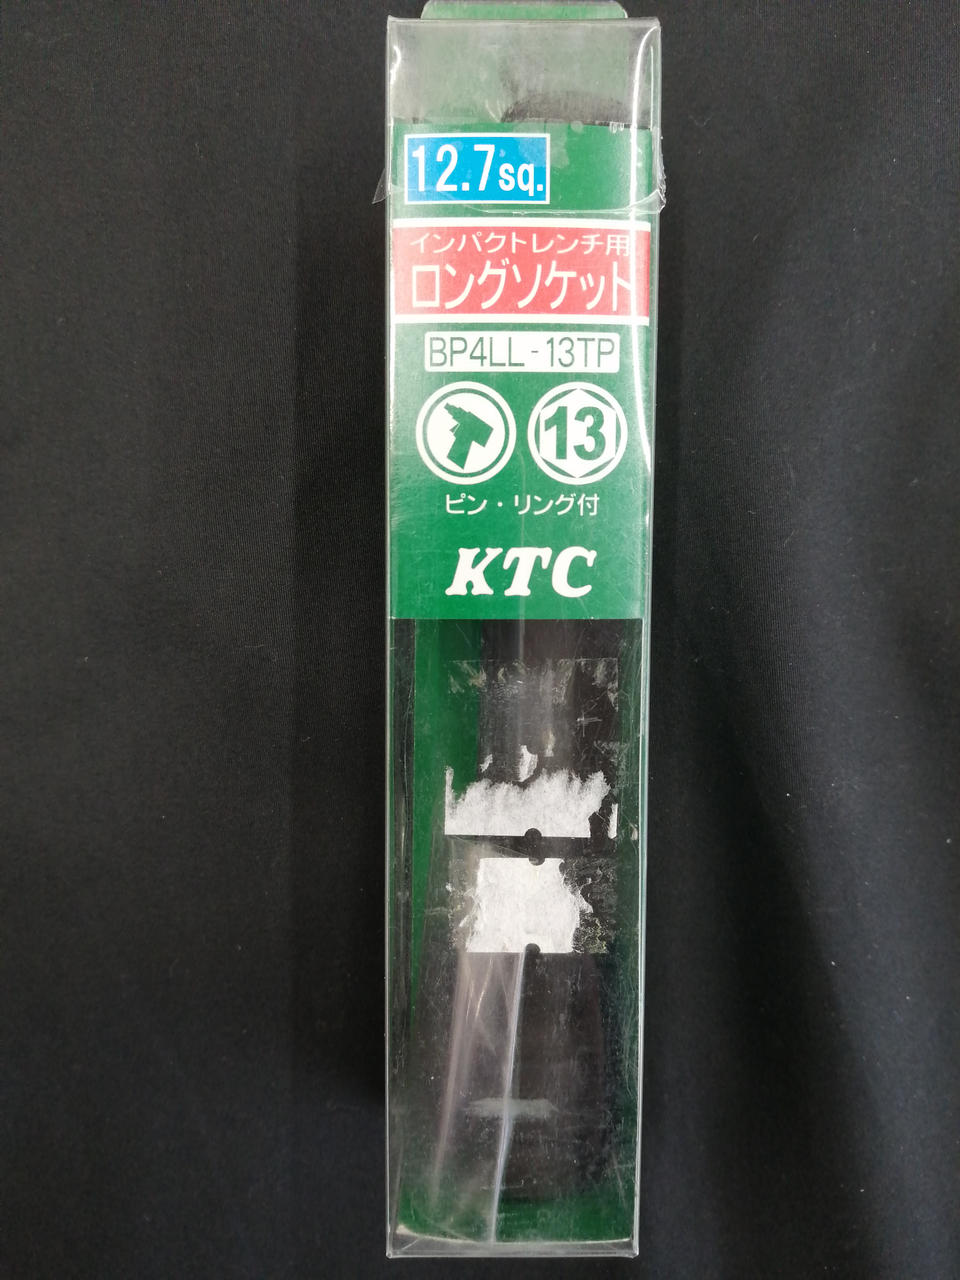 12.7sq.
インパクトレンチ用
ロングソケット
BP4LL-13TP
13
ピン・リング付
KTC